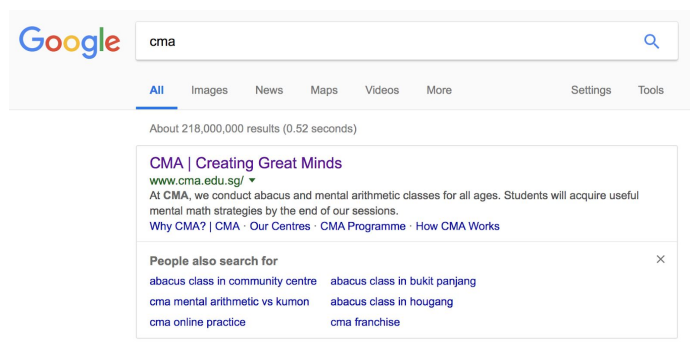 Google
cma
All Images News Maps Videos More Settings Tools
About 218,000,000 results (0.52 seconds)
CMA | Creating Great Minds
www.cma.edu.sg/
At CMA, we conduct abacus and mental arithmetic classes for all ages. Students will acquire useful
mental math strategies by the end of our sessions.
Why CMA? | CMA · Our Centres · CMA Programme · How CMA Works
People also search for
abacus class in community centre abacus class in bukit panjang
cma mental arithmetic vs kumon abacus class in hougang
cma online practice cma franchise